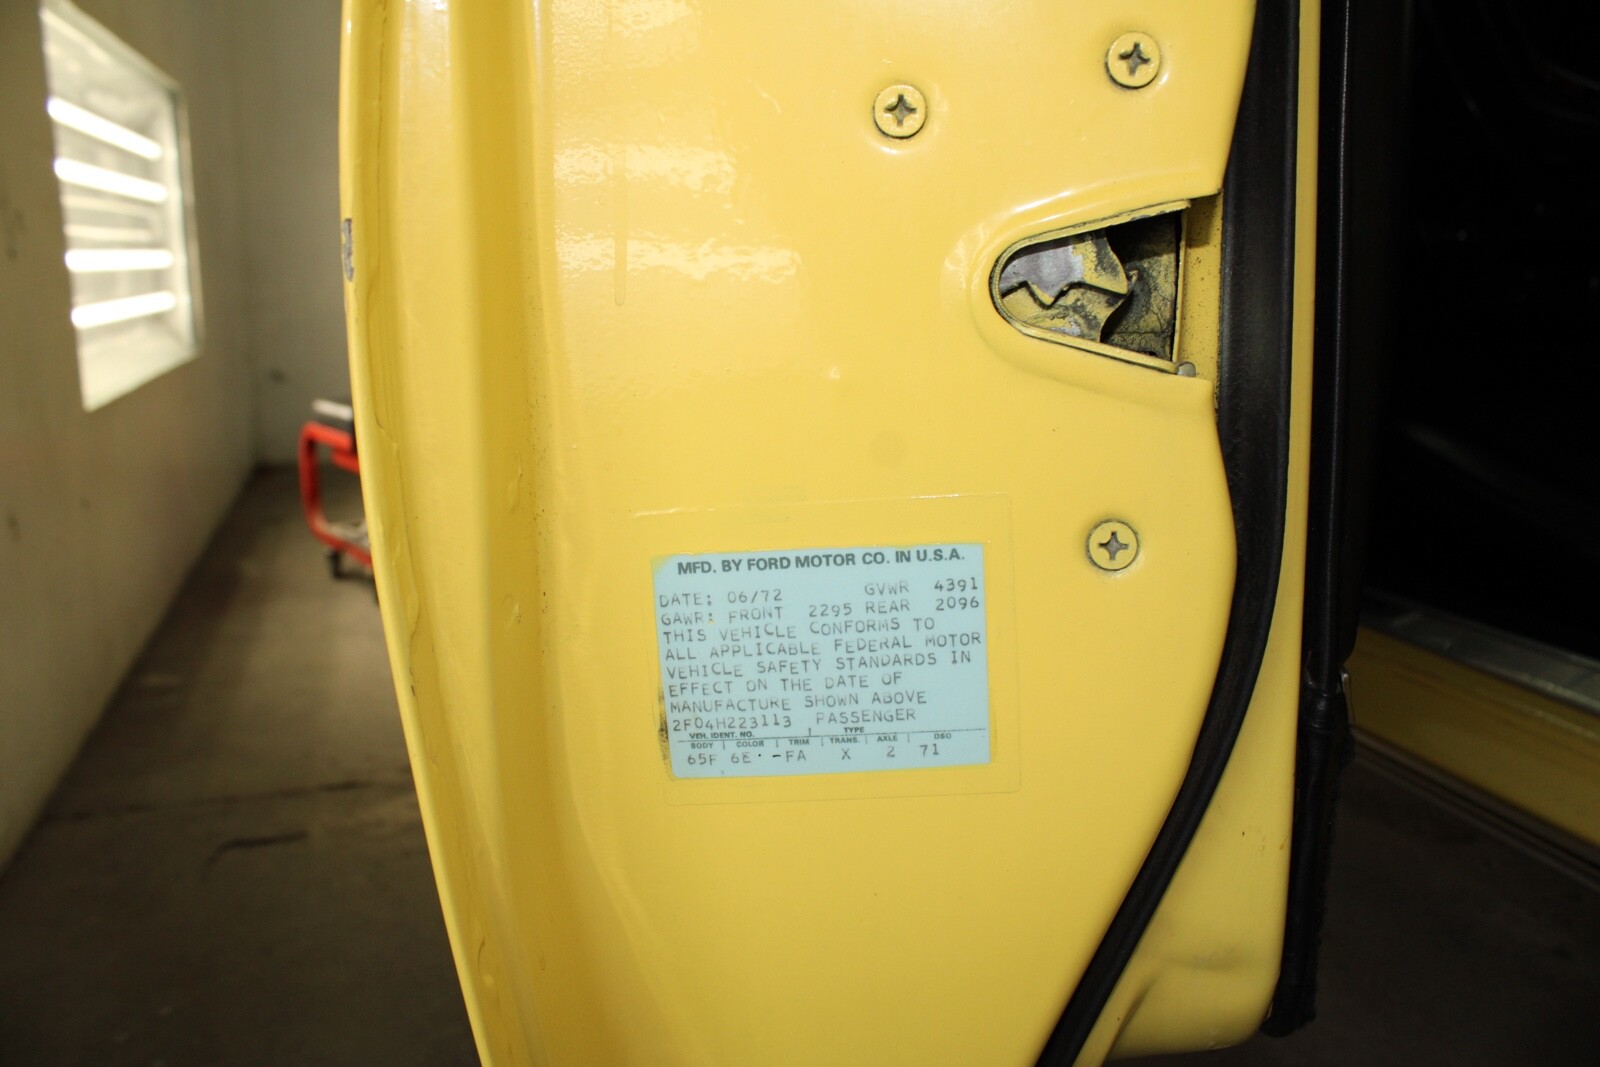 MFD. BY FORD MOTOR CO. IN U.S.A.
DATE: 06/72 GVWR 4391
GAWR: FRONT 2295 REAR 2096
THIS VEHICLE CONFORMS TO
ALL APPLICABLE FEDERAL MOTOR
VEHICLE SAFETY STANDARDS IN
EFFECT ON THE DATE OF
MANUFACTURE SHOWN ABOVE
2F04H223113 PASSENGER
VEH. IDENT. NO. TYPE
BODY COLOR TRIM TRANS. AXLE DSO
65F 6E -FA X 2 71